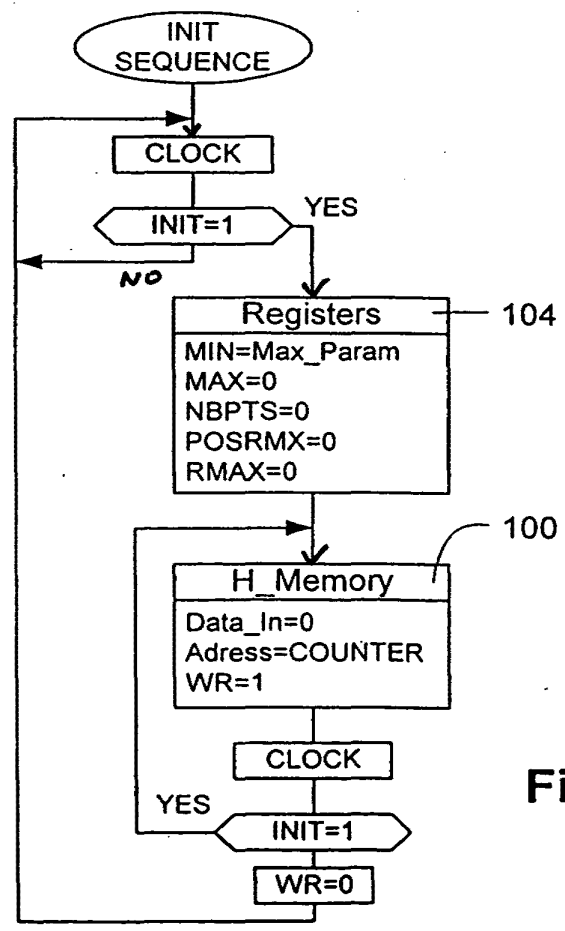 INIT
SEQUENCE
CLOCK
INIT=1
YES
NO
Registers
104
MIN=Max_Param
MAX=0
NBPTS=0
POSRMX=0
RMAX=0
100
H_Memory
Data_In=0
Adress=COUNTER
WR=1
CLOCK
YES
INIT=1
WR=0